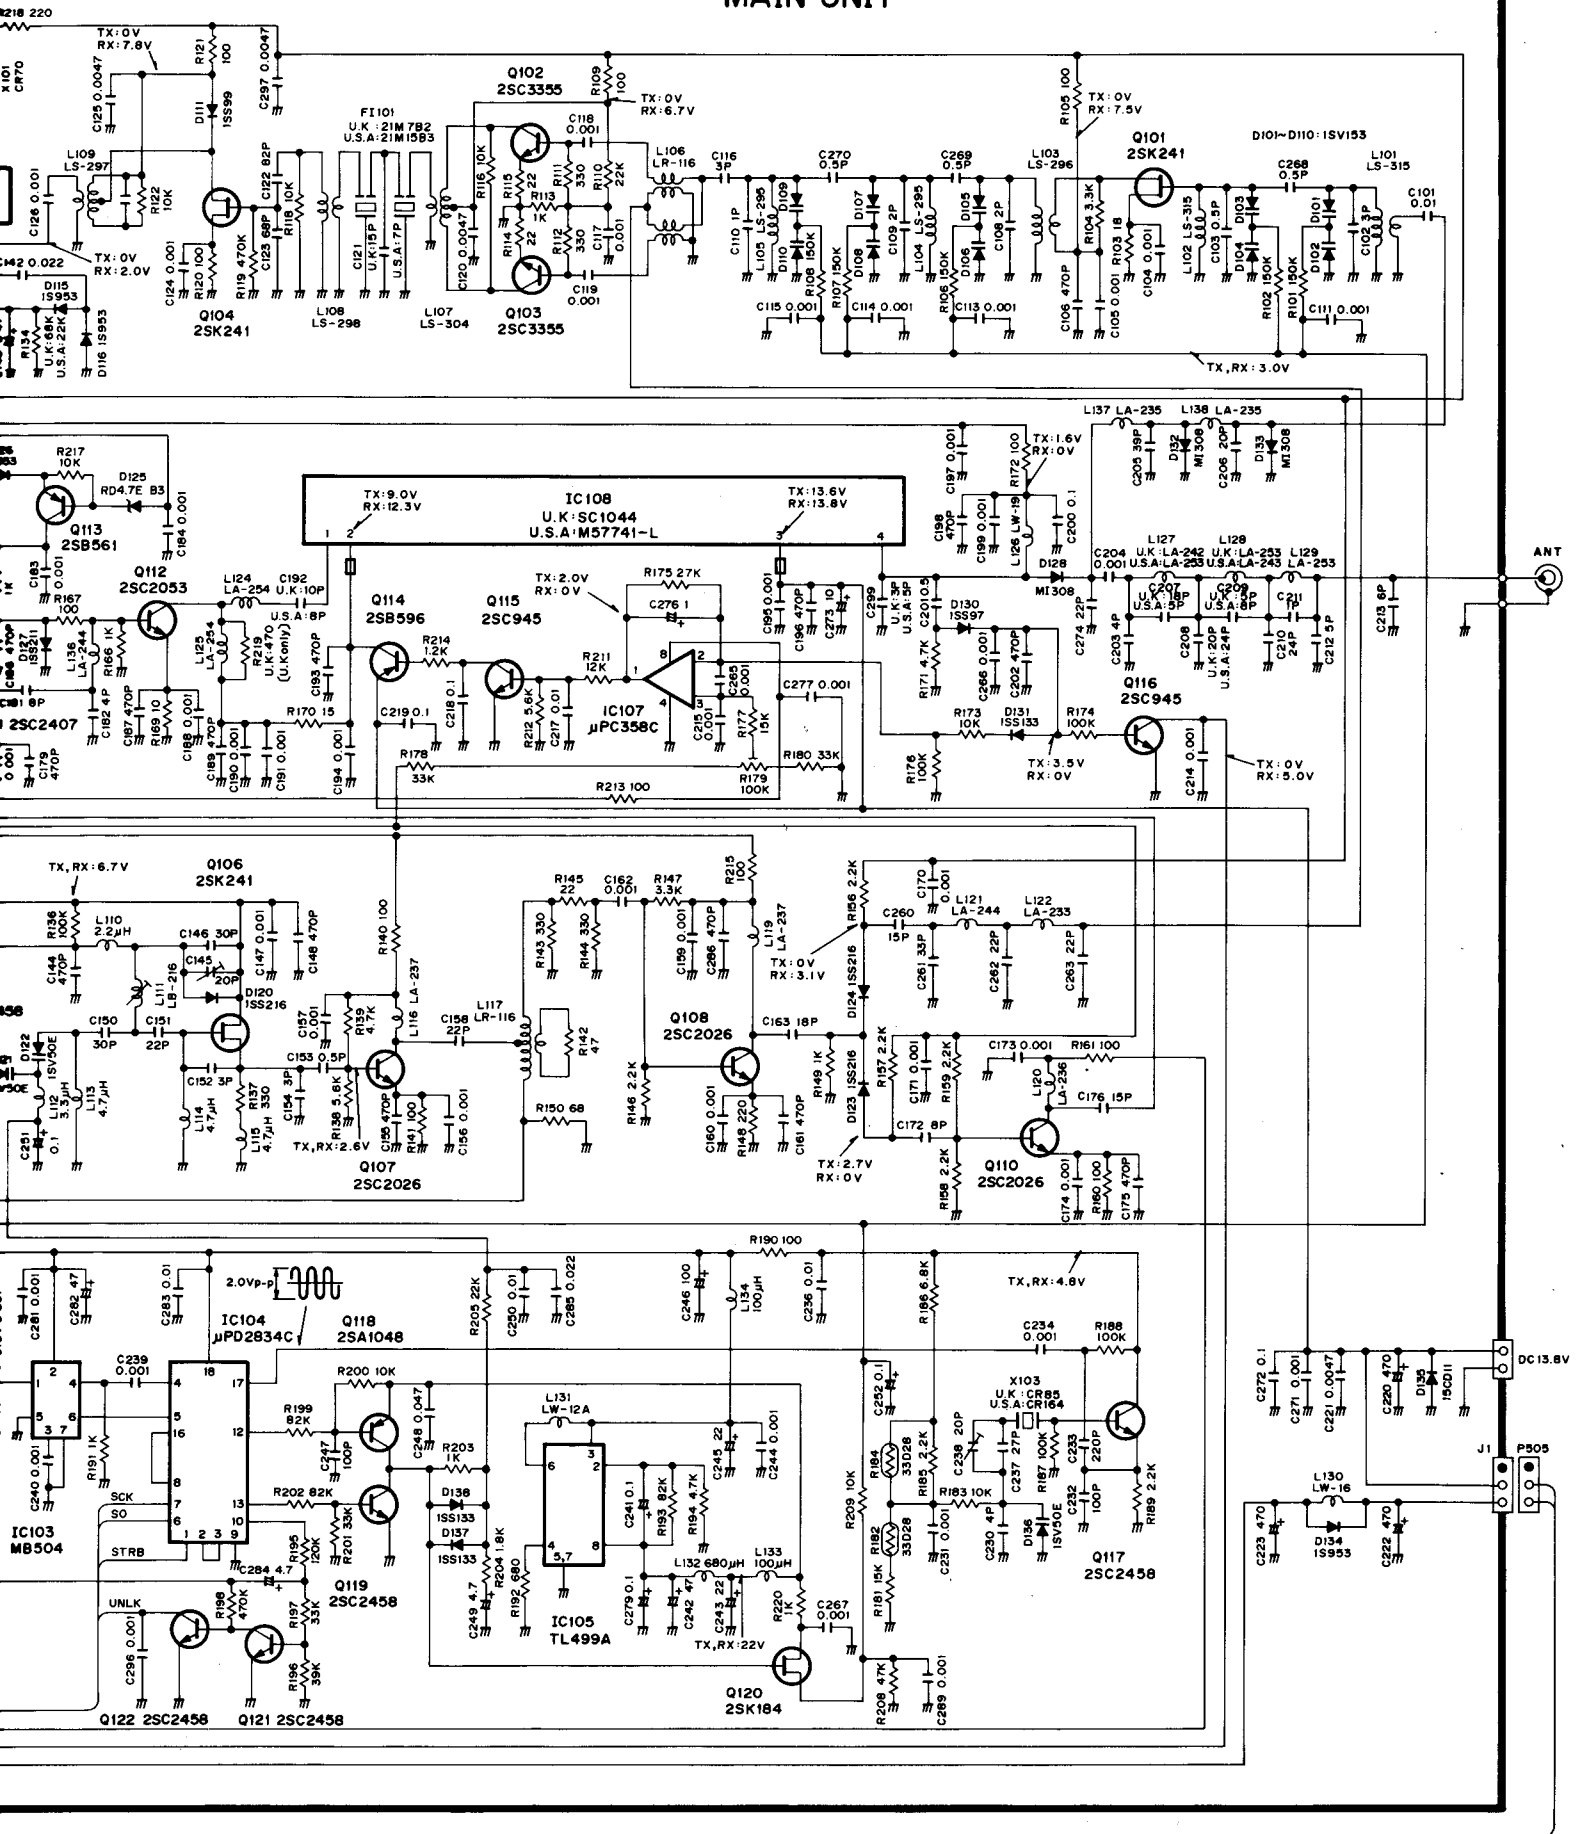 MAIN UNIT
R218 220
TX:0V
RX:7.8V
R121
100
X101
CR70
C125 0.0047
D111
1SS99
C297 0.0047
Q102
2SC3355
R109
100
TX:0V
RX:6.7V
FI101
U.K :21M7B2
U.S.A:21M15B3
C118
0.001
R105 100
TX:0V
RX:7.5V
Q101
2SK241
D101~D110:1SV153
L109
LS-297
C126 0.001
R122
10K
C122 82P
R118 10K
R116 10K
R115
22
R111
330
R113
1K
R110
22K
L106
LR-116
C116
3P
C270
0.5P
C269
0.5P
L103
LS-296
C268
0.5P
L101
LS-315
C101
0.01
C110 1P
L105 LS-295
D109
D110
D107
D108
C109 2P
L104 LS-295
D105
D106
C108 2P
R104 3.3K
R103 18
C104 0.001
L102 LS-315
C103 0.5P
D103
D104
D101
D102
C102 3P
TX:0V
RX:2.0V
C142 0.022
C124 0.001
R120 100
R119 470K
C123 68P
C121
U.K:15P
U.S.A:7P
C120 0.0047
R114
22
R112
330
C117
0.001
C119
0.001
R108 150K
R107 150K
R106 150K
R102 150K
R101 150K
D115
1S953
R134
U.K:68K
U.S.A:22K
D116 1S953
Q104
2SK241
L108
LS-298
L107
LS-304
Q103
2SC3355
C115 0.001
C114 0.001
C113 0.001
C106 470P
C105 0.001
C111 0.001
TX,RX:3.0V
L137 LA-235
L138 LA-235
C205 39P
D132
MI308
C206 20P
D133
MI308
R217
10K
D125
RD4.7E B3
C184 0.001
Q113
2SB561
TX:9.0V
RX:12.3V
IC108
U.K:SC1044
U.S.A:M57741-L
TX:13.6V
RX:13.8V
1 2 3 4
C197 0.001
R172 100
TX:1.6V
RX:0V
C198
470P
C199 0.001
L126 LW-19
C200 0.1
C183
0.001
Q112
2SC2053
R167
100
D127
1SS211
L136
LA-244
R166 1K
L124
LA-254
C192
U.K:10P
U.S.A:8P
L125
LA-254
R219
U.K:470
(U.Konly)
C193 470P
Q114
2SB596
Q115
2SC945
TX:2.0V
RX:0V
R175 27K
C276 1
C195 0.001
C196 470P
C273 10
C299
U.K:3P
U.S.A:5P
C201 0.5
D130
1SS97
D128
MI308
C204
0.001
L127
U.K:LA-242
U.S.A:LA-253
L128
U.K:LA-253
U.S.A:LA-243
L129
LA-253
ANT
C207
U.K:18P
U.S.A:5P
C209
U.K:5P
U.S.A:8P
C211
1P
C213 6P
C274 22P
C203 4P
C208
U.K:20P
U.S.A:24P
C210
24P
C212 5P
C181 8P
2SC2407
C179
470P
C182 4P
C187 470P
R169 10
C188 0.001
C189 470P
C190 0.001
C191 0.001
R170 15
C194 0.001
R214
1.2K
C218 0.1
C219 0.1
R212 5.6K
C217 0.01
R211
12K
IC107
μPC358C
1 8 2 4 3
C265
0.001
C215
0.001
R177
15K
C277 0.001
R171 4.7K
C266 0.001
C202 470P
R173
10K
D131
1SS133
R174
100K
TX:3.5V
RX:0V
Q116
2SC945
C214 0.001
TX:0V
RX:5.0V
R178
33K
R180 33K
R179
100K
R176
100K
R213 100
TX,RX:6.7V
Q106
2SK241
R136
100K
L110
2.2μH
C146 30P
C145
20P
C147 0.001
C148 470P
C144
470P
L111
LB-216
D120
1SS216
R140 100
L116 LA-237
R145
22
C162
0.001
R147
3.3K
R143 330
R144 330
R215
100
C159 0.001
C286 470P
L119
LA-237
R156 2.2K
C170
0.001
C260
15P
L121
LA-244
L122
LA-233
TX:0V
RX:3.1V
C261 33P
C262 22P
C263 22P
D124 1SS216
D122
1SV50E
C150
30P
C151
22P
C157
0.001
R139
4.7K
C158
22P
L117
LR-116
R142
47
Q108
2SC2026
C163 18P
R149 1K
D123 1SS216
R157 2.2K
C171 0.001
R159 2.2K
C173 0.001
R161 100
L120
LA-236
C176 15P
L112
3.3μH
L113
4.7μH
C251
0.1
C152 3P
L114
4.7μH
R137
330
L115
4.7μH
C153 0.5P
C154 3P
R138 5.6K
TX,RX:2.6V
C155 470P
R141 100
C156 0.001
Q107
2SC2026
R150 68
R146 2.2K
C160 0.001
R148 220
C161 470P
TX:2.7V
RX:0V
C172 8P
R158 2.2K
Q110
2SC2026
C174 0.001
R160 100
C175 470P
C281 0.001
C282 47
C283 0.01
2.0Vp-p
IC104
μPD2834C
Q118
2SA1048
R205 22K
C250 0.01
C285 0.022
C246 100
R190 100
L134
100μH
C236 0.01
R186 6.8K
TX,RX:4.8V
C234
0.001
R188
100K
C239
0.001
2
1 4
5 6
3 7
18
4 17
5
16 12
8
7 13
6 10
1 2 3 9
R200 10K
R199
82K
C247
100P
C248 0.047
R203
1K
L131
LW-12A
3
6 2
4 8
5,7
C245 22
C244 0.001
C252 0.1
R184
33D28
R185 2.2K
X103
U.K :CR85
U.S.A:CR164
C238 20P
C237 27P
R187 100K
C233
220P
C272 0.1
C271 0.001
C221 0.0047
C220 470
D135
15CD11
DC13.8V
J1 P505
C240 0.001
R191 1K
SCK
SO
STRB
UNLK
IC103
MB504
R202 82K
R201 33K
R195
120K
D138
1SS133
D137
1SS133
R204 1.8K
C241 0.1
R193 82K
R194 4.7K
R209 10K
R182
33D28
C231
0.001
R183 10K
C230 4P
D136
1SV50E
C232
100P
R189 2.2K
Q117
2SC2458
L130
LW-16
C223 470
D134
1S953
C222 470
C284 4.7
R198
470K
R197
33K
Q119
2SC2458
C249 4.7
R192 680
IC105
TL499A
L132 680μH
L133
100μH
C279 0.1
C242 47
C243 22
TX,RX:22V
R220
1K
C267
0.001
R181 15K
C296 0.001
R196
39K
Q122 2SC2458
Q121 2SC2458
Q120
2SK184
R208 47K
C289 0.001